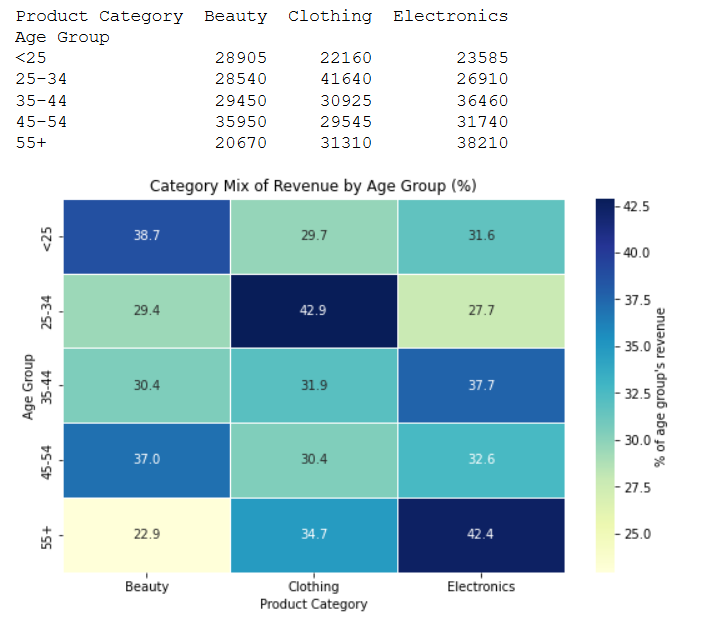 Product Category  Beauty  Clothing  Electronics
Age Group
<25                28905     22160        23585
25-34              28540     41640        26910
35-44              29450     30925        36460
45-54              35950     29545        31740
55+                20670     31310        38210
Category Mix of Revenue by Age Group (%)
<25 38.7 29.7 31.6
25-34 29.4 42.9 27.7
35-44 30.4 31.9 37.7
45-54 37.0 30.4 32.6
55+ 22.9 34.7 42.4
Age Group
Beauty Clothing Electronics
Product Category
42.5
40.0
37.5
35.0
32.5
30.0
27.5
25.0
% of age group's revenue